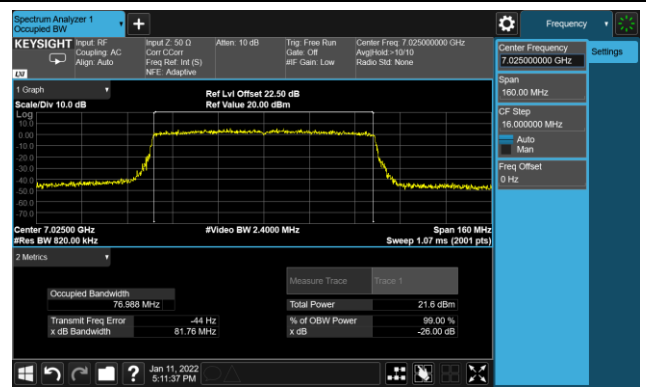 Spectrum Analyzer 1
Occupied BW
Frequency
KEYSIGHT Input: RF
Coupling: AC
Align: Auto
Input Z: 50 Ω
Corr CCorr
Freq Ref: Int (S)
NFE: Adaptive
Atten: 10 dB
Trig: Free Run
Gate: Off
#IF Gain: Low
Center Freq: 7.025000000 GHz
Avg|Hold:>10/10
Radio Std: None
LXI
Center Frequency
7.025000000 GHz
Settings
Span
160.00 MHz
CF Step
16.000000 MHz
Auto
Man
Freq Offset
0 Hz
1 Graph
Scale/Div 10.0 dB
Ref Lvl Offset 22.50 dB
Ref Value 20.00 dBm
Log
10.0
0.00
-10.0
-20.0
-30.0
-40.0
-50.0
-60.0
-70.0
Center 7.02500 GHz
#Res BW 820.00 kHz
#Video BW 2.4000 MHz
Span 160 MHz
Sweep 1.07 ms (2001 pts)
2 Metrics
Measure Trace Trace 1
Occupied Bandwidth
76.988 MHz
Total Power 21.6 dBm
Transmit Freq Error -44 Hz
% of OBW Power 99.00 %
x dB Bandwidth 81.76 MHz
x dB -26.00 dB
?
Jan 11, 2022
5:11:37 PM